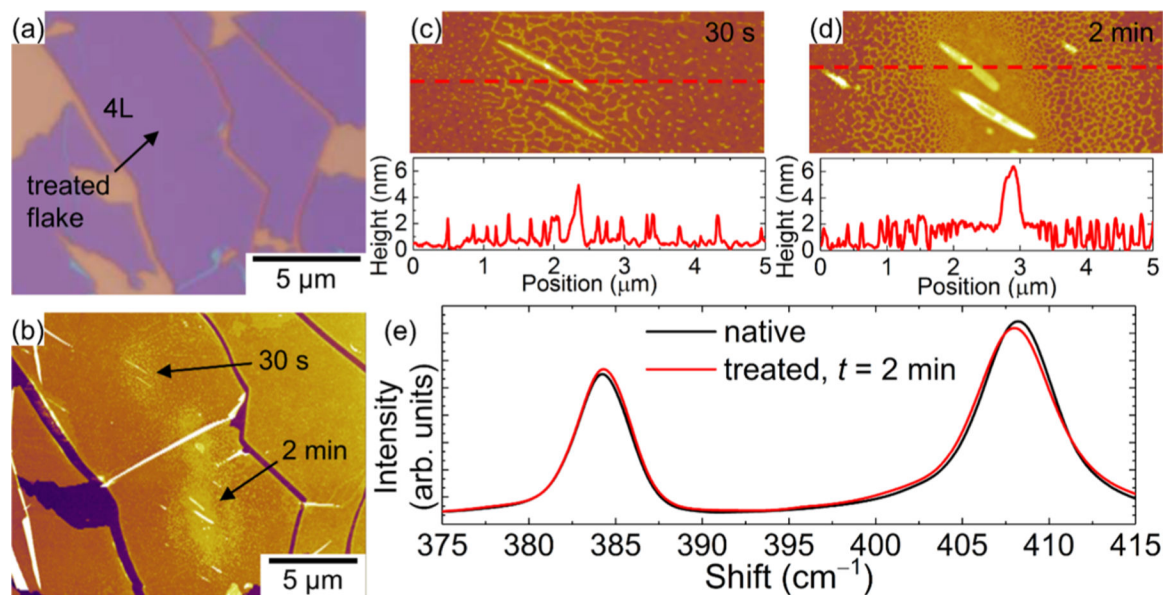 (a)
4L
treated
flake
5 μm
(b)
30 s
2 min
5 μm
(c)
30 s
Height (nm)
6
4
2
0
0 1 2 3 4 5
Position (μm)
(d)
2 min
Height (nm)
6
4
2
0
0 1 2 3 4 5
Position (μm)
(e)
native
treated, t = 2 min
Intensity
(arb. units)
375 380 385 390 395 400 405 410 415
Shift (cm⁻¹)